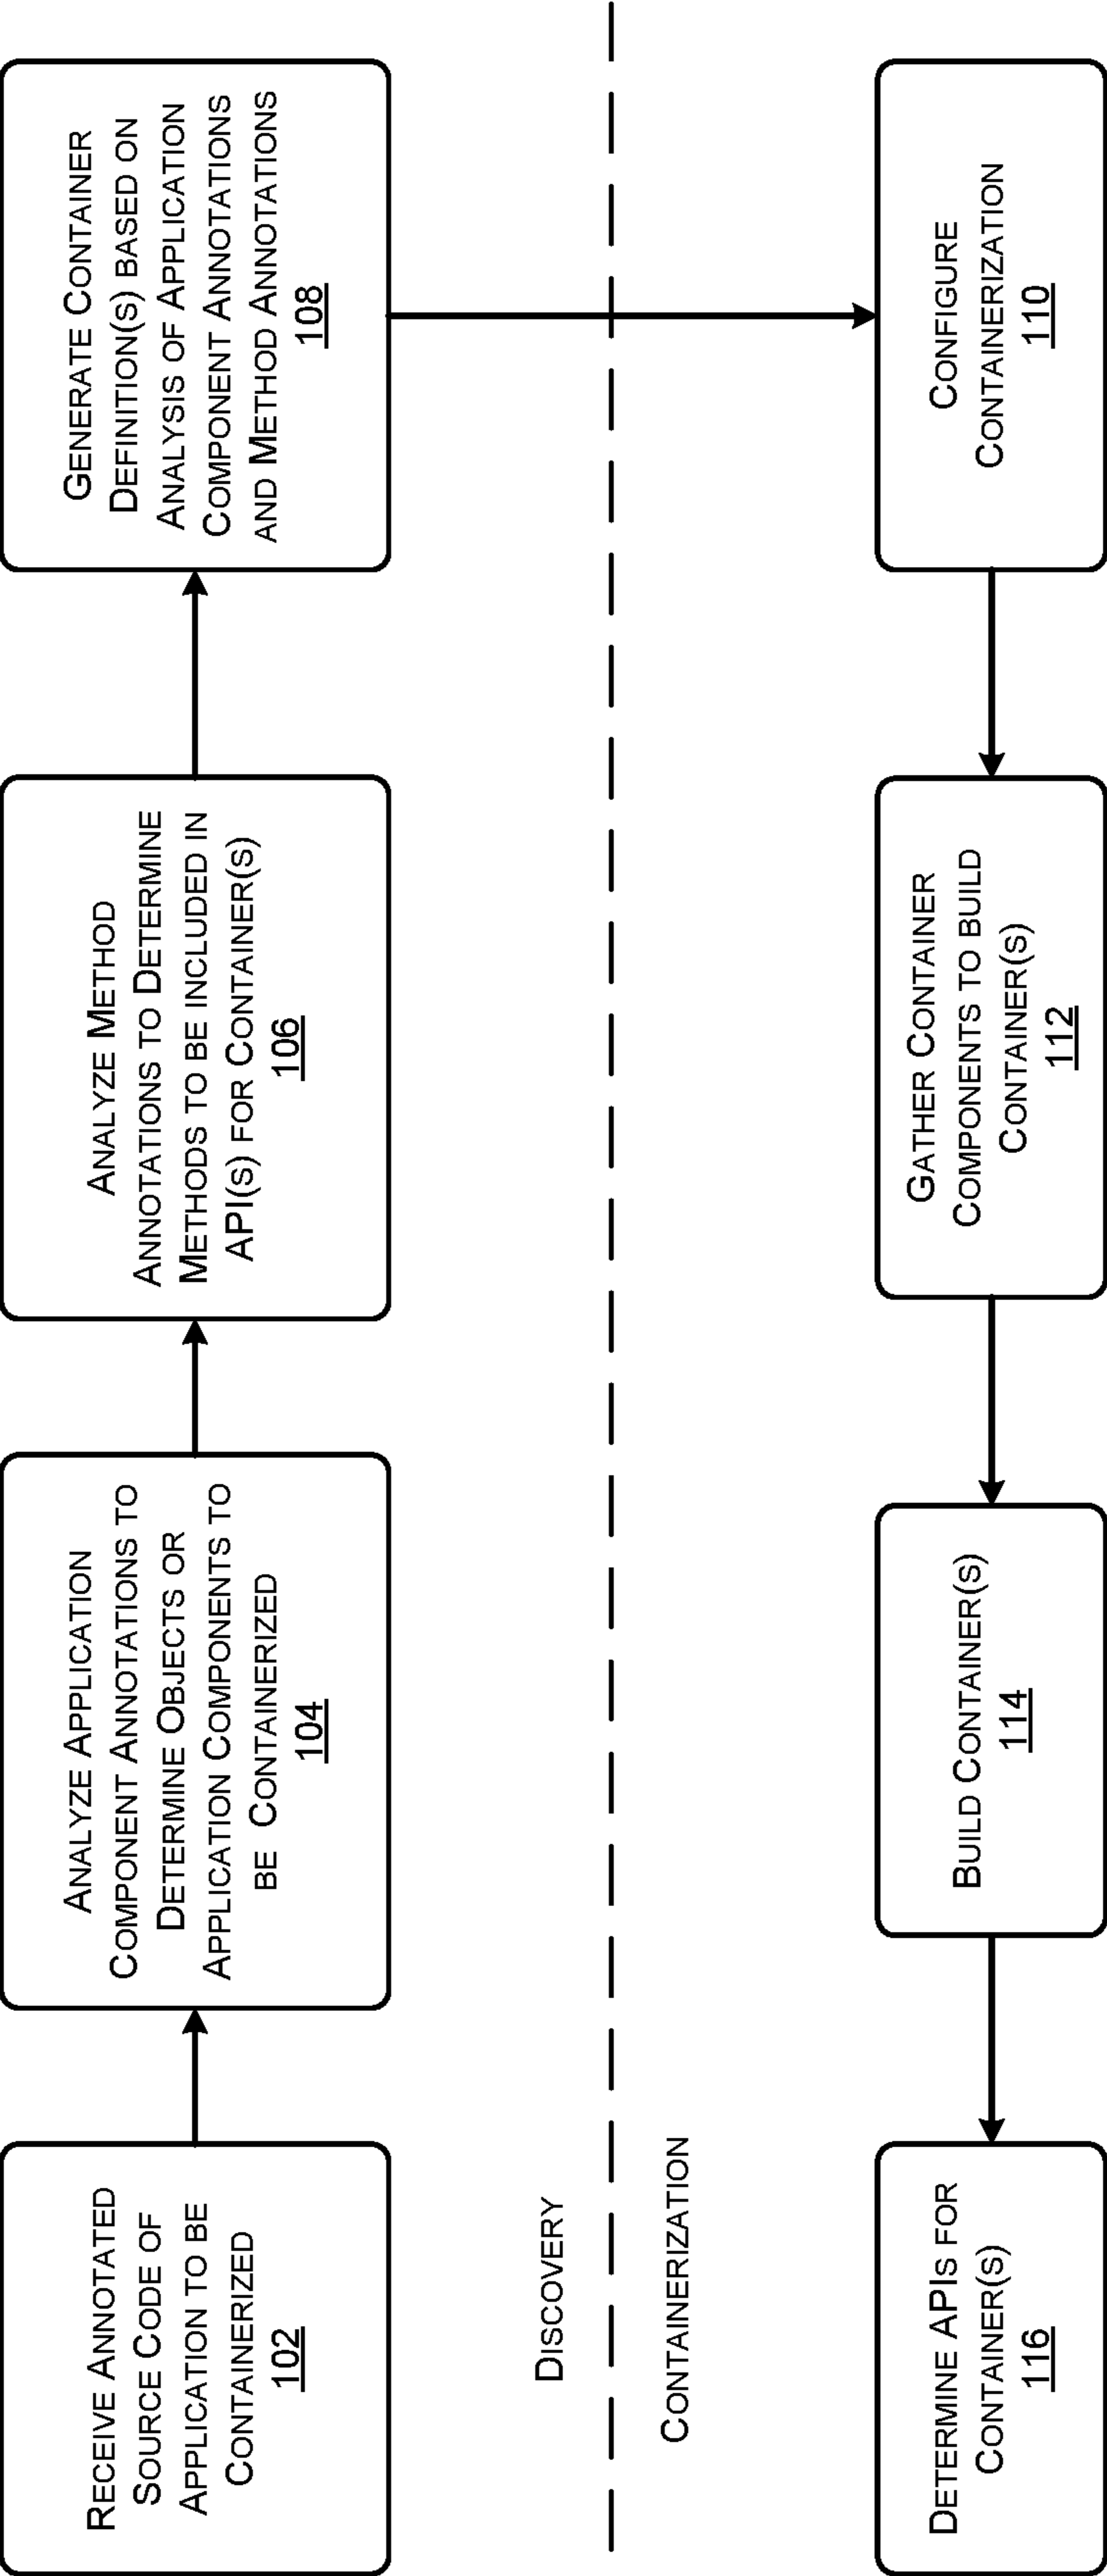 RECEIVE ANNOTATED
SOURCE CODE OF
APPLICATION TO BE
CONTAINERIZED
102
ANALYZE APPLICATION
COMPONENT ANNOTATIONS TO
DETERMINE OBJECTS OR
APPLICATION COMPONENTS TO
BE CONTAINERIZED
104
ANALYZE METHOD
ANNOTATIONS TO DETERMINE
METHODS TO BE INCLUDED IN
API(S) FOR CONTAINER(S)
106
GENERATE CONTAINER
DEFINITION(S) BASED ON
ANALYSIS OF APPLICATION
COMPONENT ANNOTATIONS
AND METHOD ANNOTATIONS
108
DISCOVERY
CONTAINERIZATION
CONFIGURE
CONTAINERIZATION
110
GATHER CONTAINER
COMPONENTS TO BUILD
CONTAINER(S)
112
BUILD CONTAINER(S)
114
DETERMINE APIS FOR
CONTAINER(S)
116